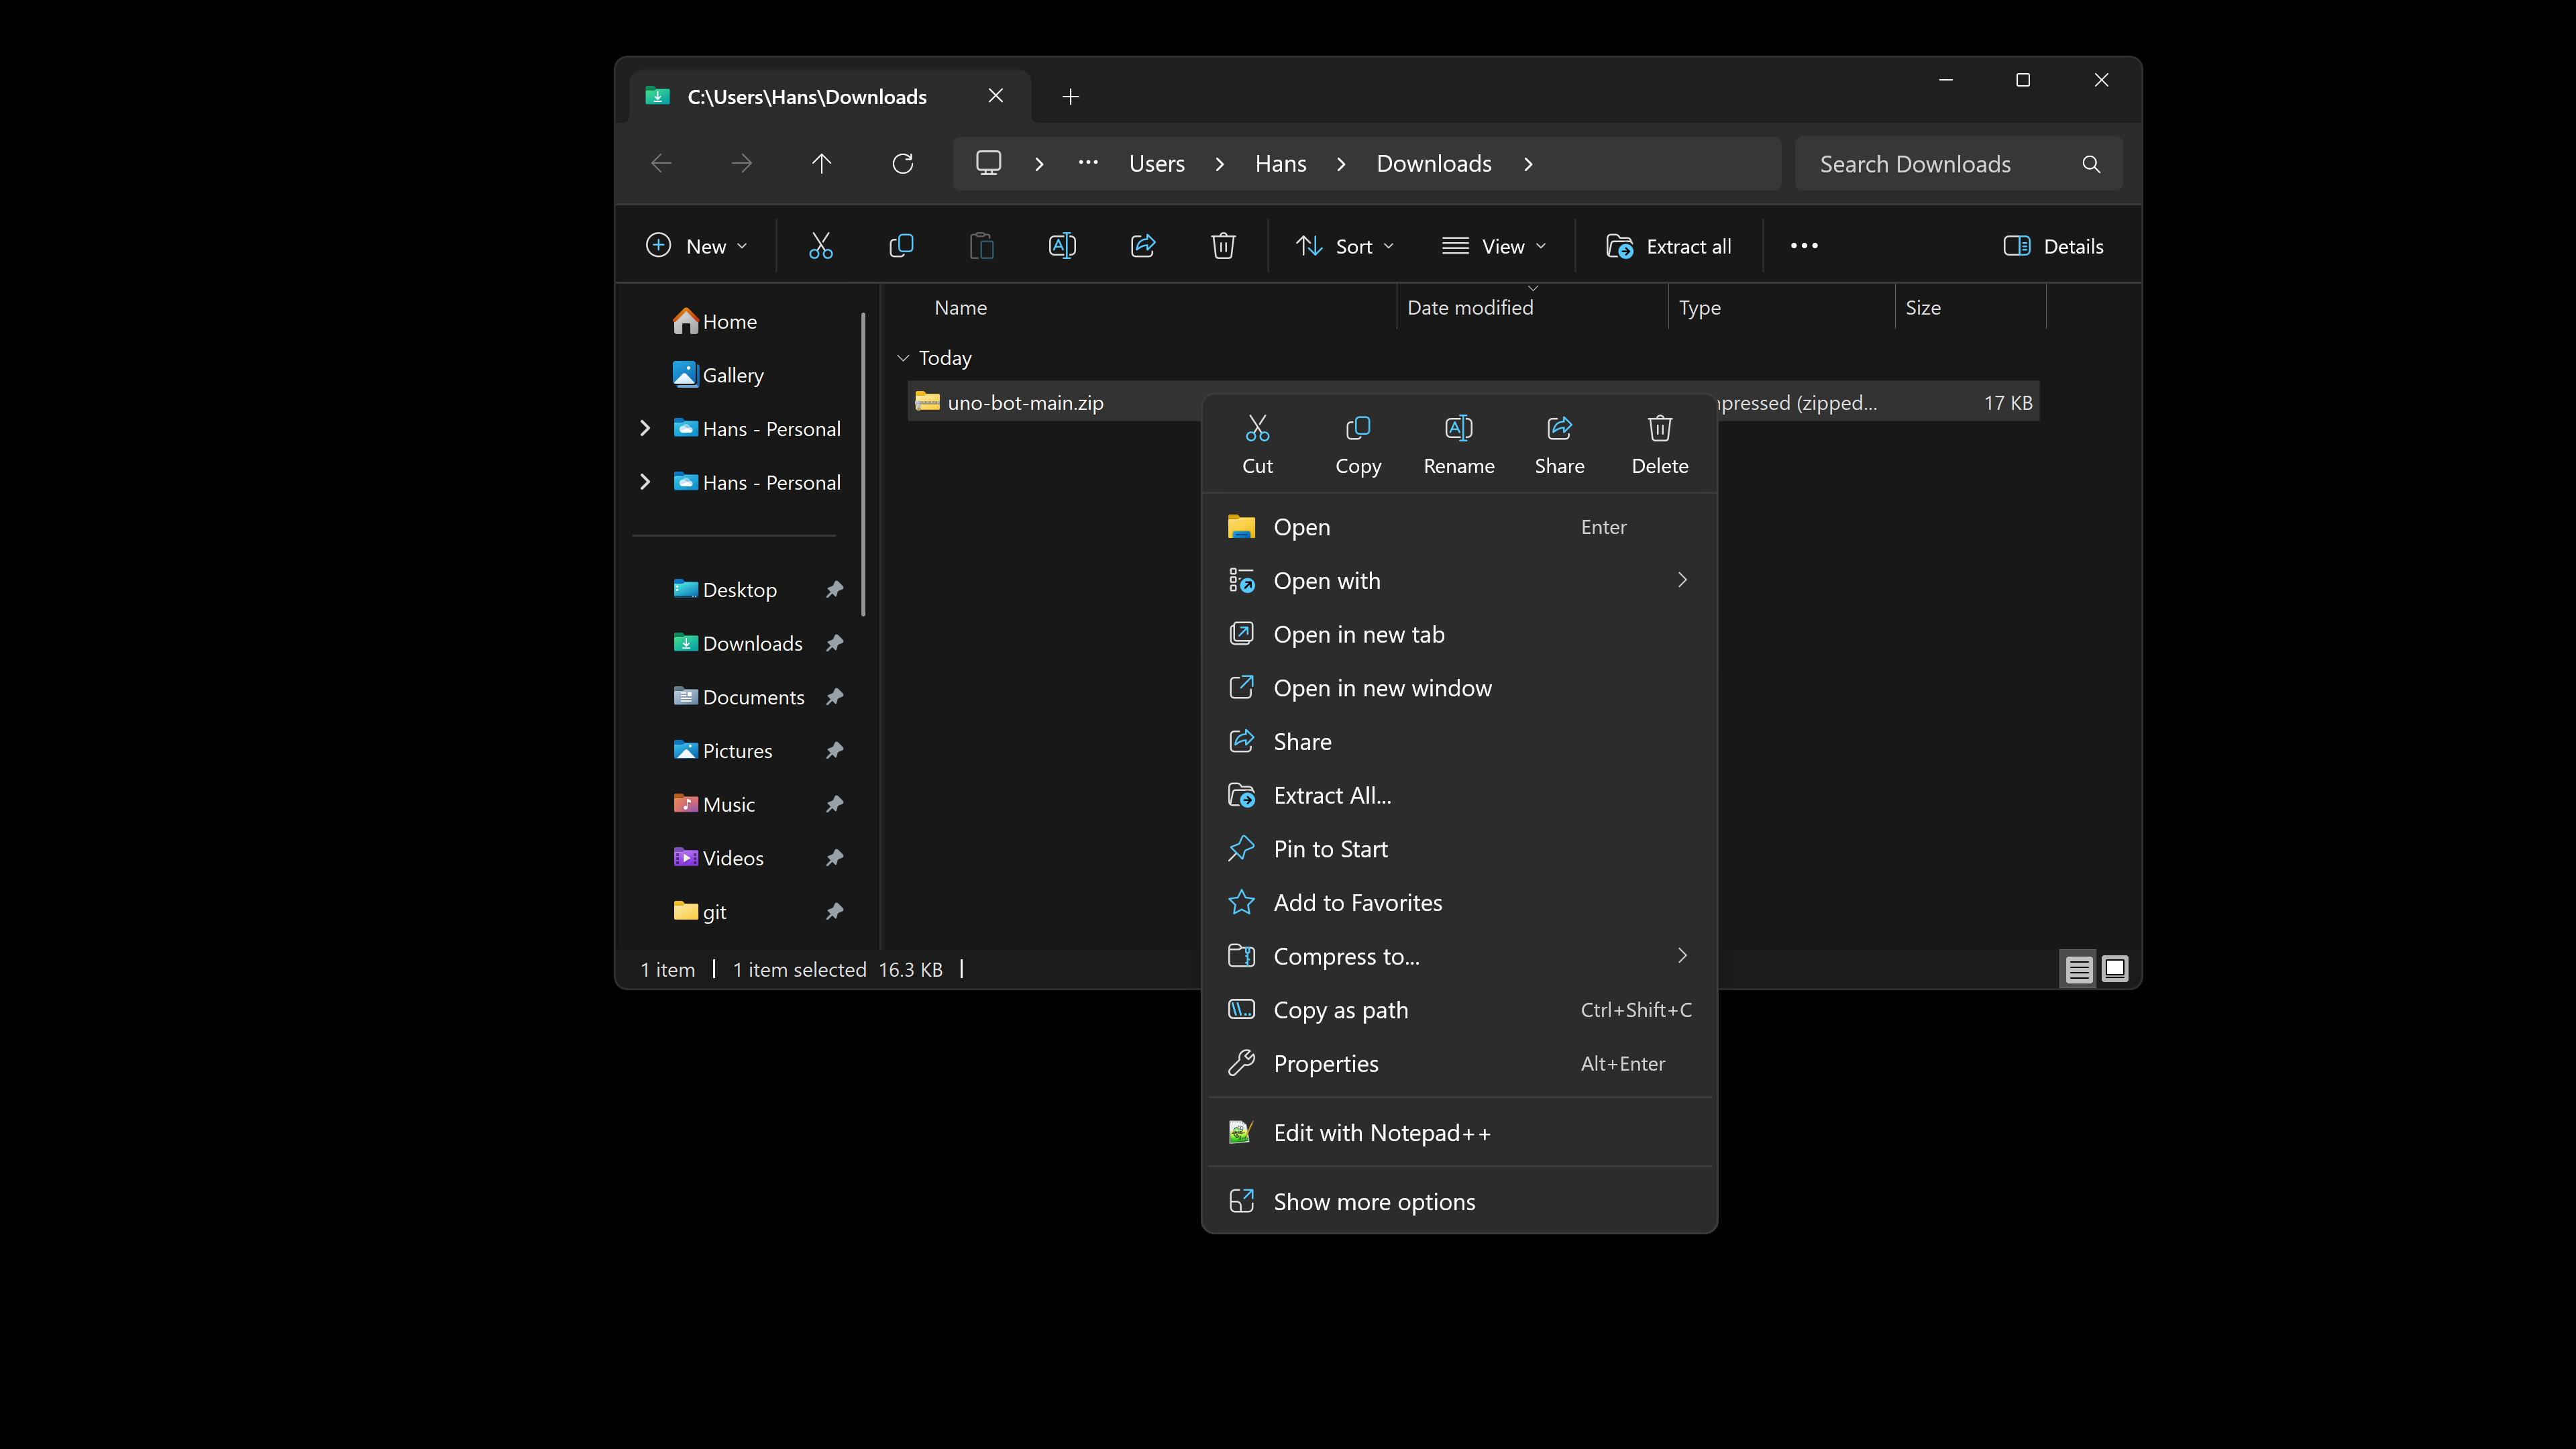 C:\Users\Hans\Downloads
Users Hans Downloads
Search Downloads
New
Sort
View
Extract all
Details
Home
Gallery
Hans - Personal
Hans - Personal
Desktop
Downloads
Documents
Pictures
Music
Videos
git
Name Date modified Type Size
Today
uno-bot-main.zip (zipped... 17 KB
Cut Copy Rename Share Delete
Open Enter
Open with
Open in new tab
Open in new window
Share
Extract All...
Pin to Start
Add to Favorites
Compress to...
Copy as path Ctrl+Shift+C
Properties Alt+Enter
Edit with Notepad++
Show more options
1 item 1 item selected 16.3 KB